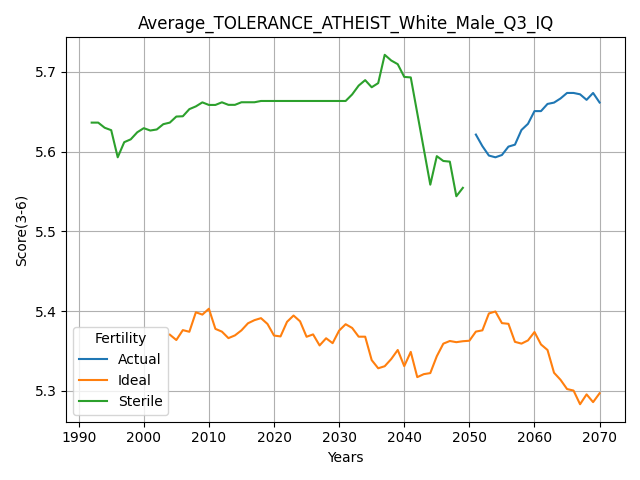 Average_TOLERANCE_ATHEIST_White_Male_Q3_IQ
Score(3-6)
5.7
5.6
5.5
5.4
5.3
Fertility
Actual
Ideal
Sterile
1990 2000 2010 2020 2030 2040 2050 2060 2070
Years